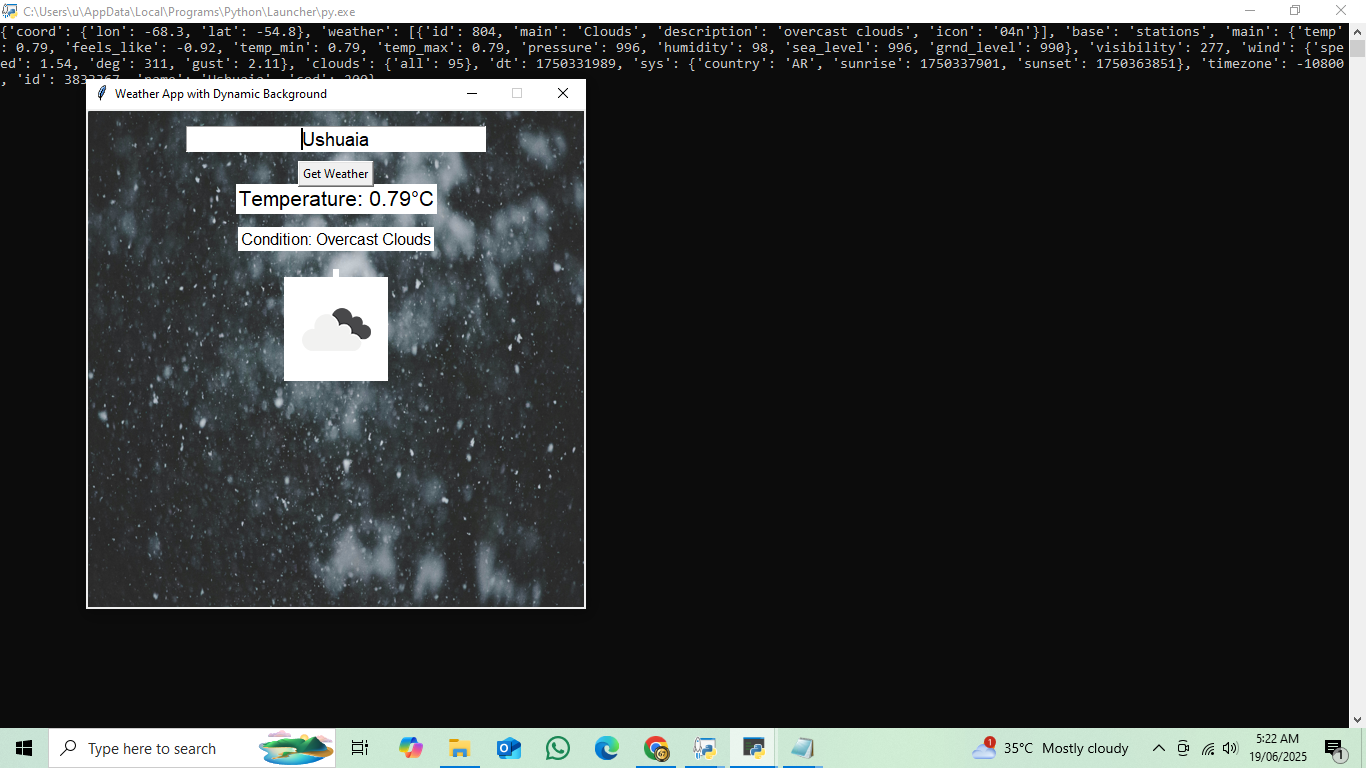 C:\Users\u\AppData\Local\Programs\Python\Launcher\py.exe
{'coord': {'lon': -68.3, 'lat': -54.8}, 'weather': [{'id': 804, 'main': 'Clouds', 'description': 'overcast clouds', 'icon': '04n'}], 'base': 'stations', 'main': {'temp'
: 0.79, 'feels_like': -0.92, 'temp_min': 0.79, 'temp_max': 0.79, 'pressure': 996, 'humidity': 98, 'sea_level': 996, 'grnd_level': 990}, 'visibility': 277, 'wind': {'spe
ed': 1.54, 'deg': 311, 'gust': 2.11}, 'clouds': {'all': 95}, 'dt': 1750331989, 'sys': {'country': 'AR', 'sunrise': 1750337901, 'sunset': 1750363851}, 'timezone': -10800
, 'id':
Weather App with Dynamic Background
Ushuaia
Get Weather
Temperature: 0.79°C
Condition: Overcast Clouds
Type here to search
1
35°C Mostly cloudy
5:22 AM
19/06/2025
1